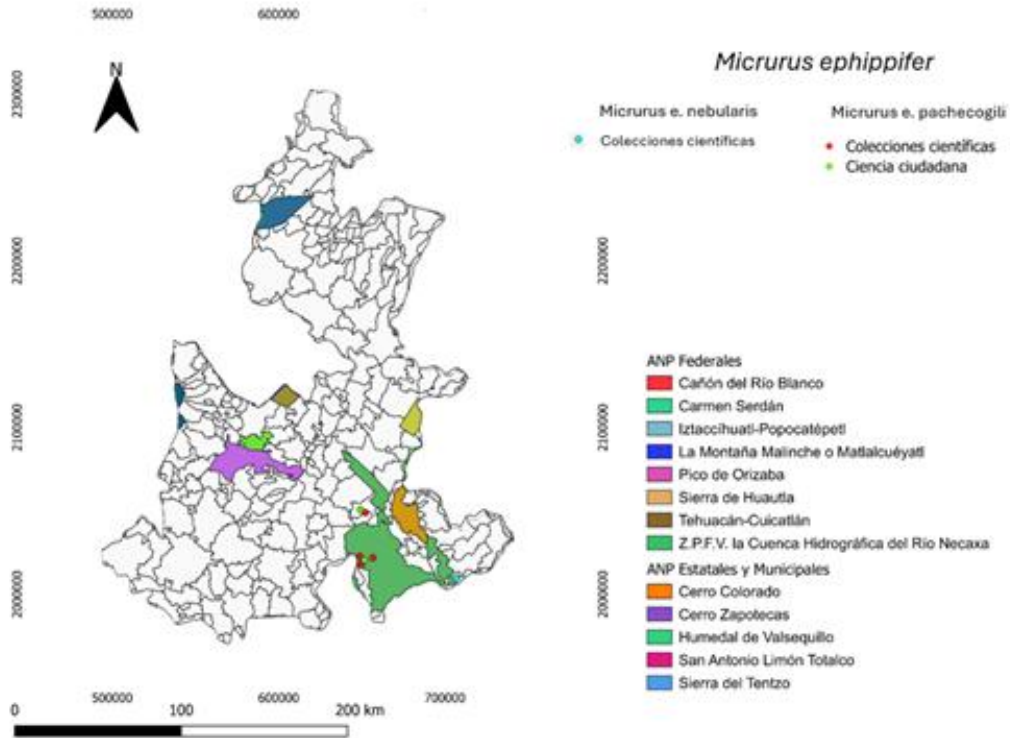 500000 600000
Micrurus ephippifer
N
2300000
Micrurus e. nebularis
Colecciones científicas
Micrurus e. pachecogili
Colecciones científicas
Ciencia ciudadana
2200000 2200000
ANP Federales
Cañón del Río Blanco
Carmen Serdán
Iztaccíhuatl-Popocatépetl
La Montaña Malinche o Matlalcuéyatl
Pico de Orizaba
Sierra de Huautla
Tehuacán-Cuicatlán
Z.P.F.V. la Cuenca Hidrográfica del Río Necaxa
ANP Estatales y Municipales
Cerro Colorado
Cerro Zapotecas
Humedal de Valsequillo
San Antonio Limón Totalco
Sierra del Tentzo
2100000 2100000
2000000 2000000
500000 600000 700000
0 100 200 km